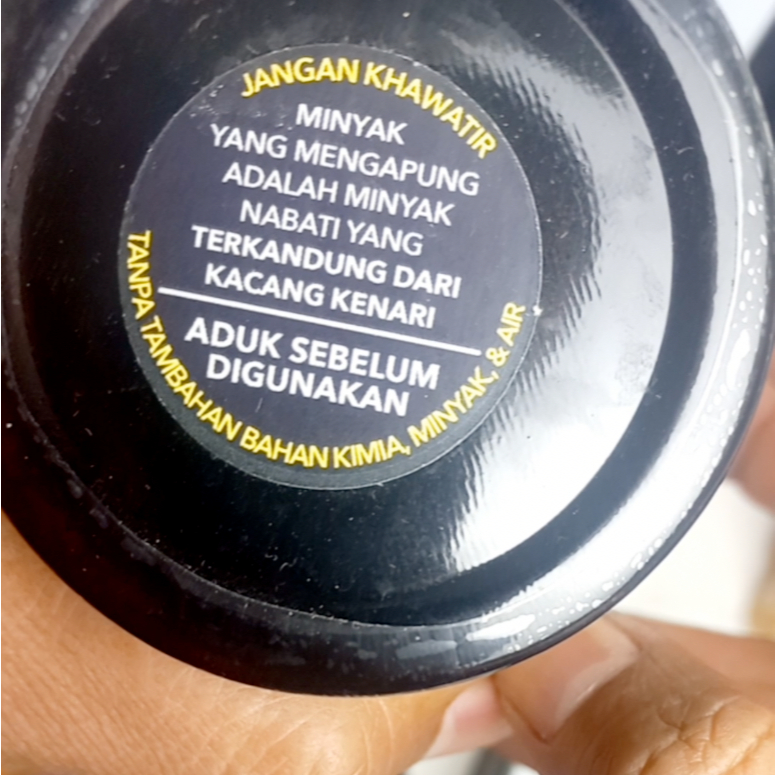 JANGAN KHAWATIR
MINYAK
YANG MENGAPUNG
ADALAH MINYAK
NABATI YANG
TERKANDUNG DARI
KACANG KENARI
ADUK SEBELUM
DIGUNAKAN
TANPA TAMBAHAN BAHAN KIMIA, MINYAK, & AIR